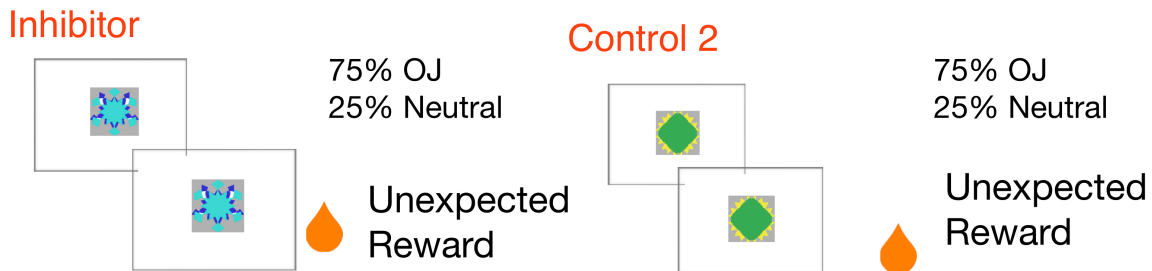 Inhibitor
75% OJ
25% Neutral
Unexpected
Reward
Control 2
75% OJ
25% Neutral
Unexpected
Reward